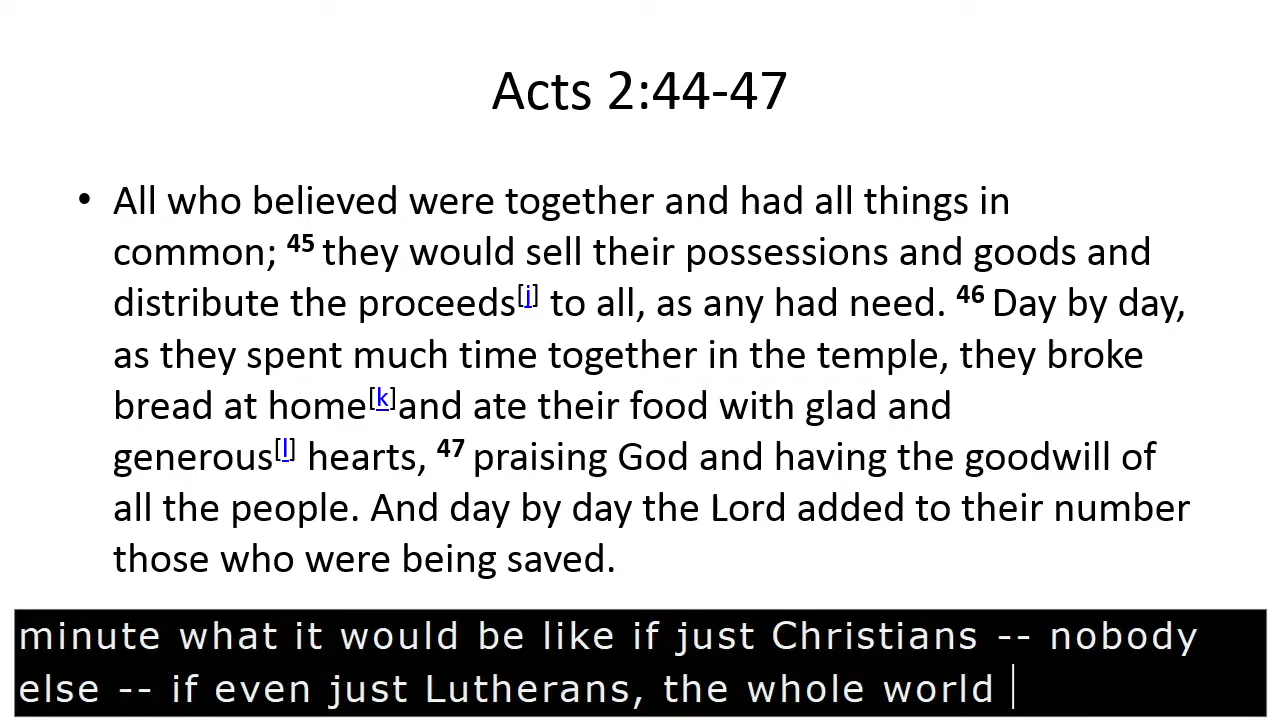 Acts 2:44-47
• All who believed were together and had all things in
common; 45 they would sell their possessions and goods and
distribute the proceeds[j] to all, as any had need. 46 Day by day,
as they spent much time together in the temple, they broke
bread at home[k]and ate their food with glad and
generous[l] hearts, 47 praising God and having the goodwill of
all the people. And day by day the Lord added to their number
those who were being saved.
minute what it would be like if just Christians -- nobody
else -- if even just Lutherans, the whole world